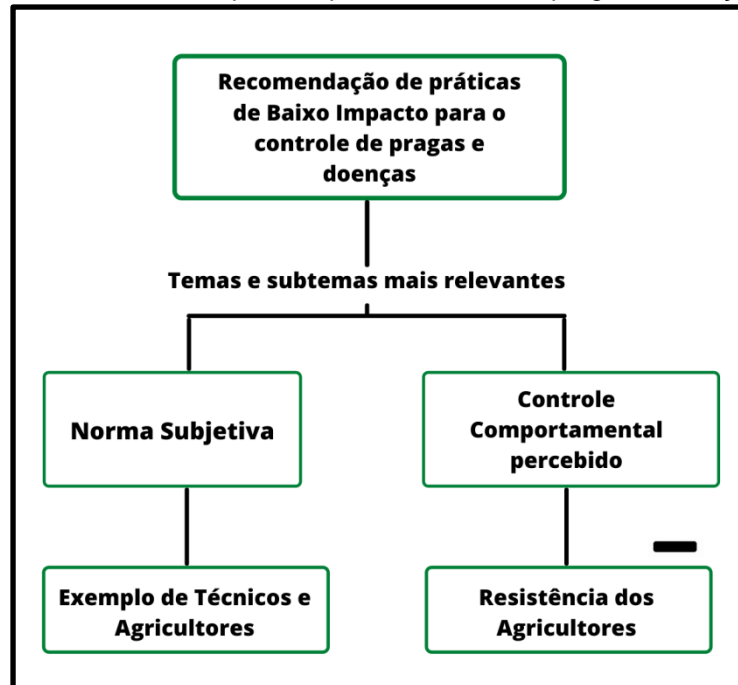 Recomendação de práticas
de Baixo Impacto para o
controle de pragas e
doenças
Temas e subtemas mais relevantes
Norma Subjetiva
Controle
Comportamental
percebido
Exemplo de Técnicos e
Agricultores
Resistência dos
Agricultores